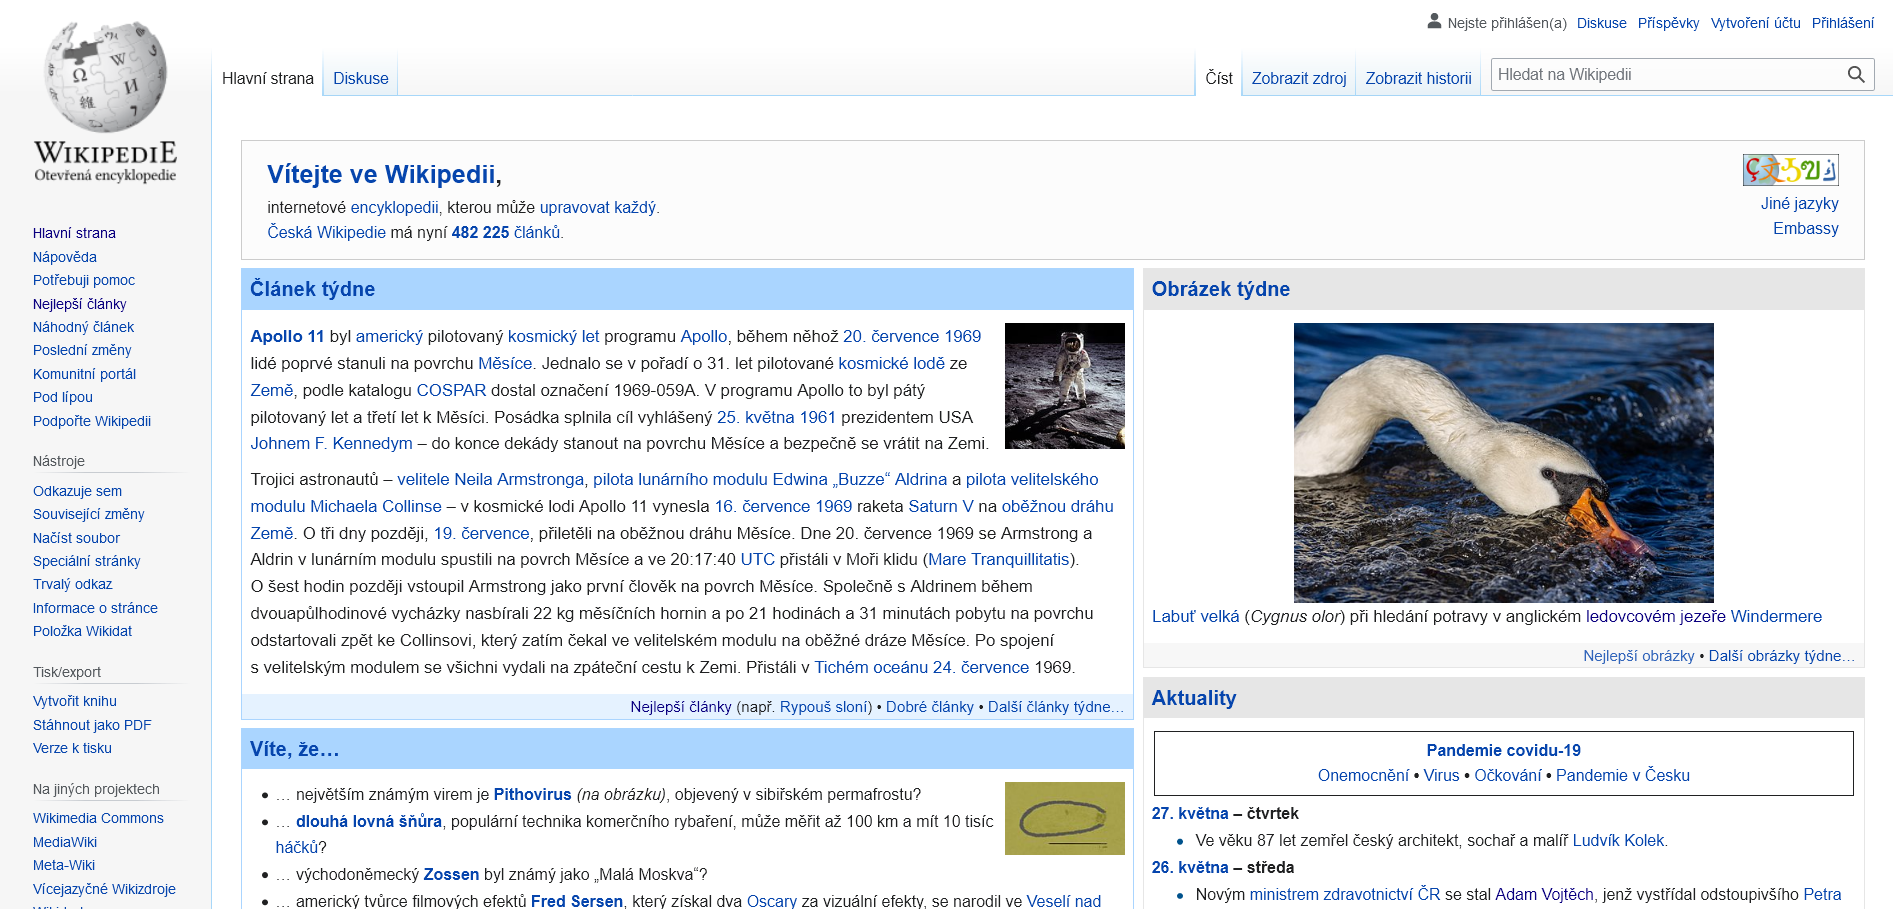 Nejste přihlášen(a) Diskuse Příspěvky Vytvoření účtu Přihlášení
Hlavní strana Diskuse Číst Zobrazit zdroj Zobrazit historii Hledat na Wikipedii
WIKIPEDIE
Otevřená encyklopedie
Hlavní strana
Nápověda
Potřebuji pomoc
Nejlepší články
Náhodný článek
Poslední změny
Komunitní portál
Pod lípou
Podpořte Wikipedii
Nástroje
Odkazuje sem
Související změny
Načíst soubor
Speciální stránky
Trvalý odkaz
Informace o stránce
Položka Wikidat
Tisk/export
Vytvořit knihu
Stáhnout jako PDF
Verze k tisku
Na jiných projektech
Wikimedia Commons
MediaWiki
Meta-Wiki
Vícejazyčné Wikizdroje
Vítejte ve Wikipedii,
internetové encyklopedii, kterou může upravovat každý.
Česká Wikipedie má nyní 482 225 článků.
Jiné jazyky
Embassy
Článek týdne
Apollo 11 byl americký pilotovaný kosmický let programu Apollo, během něhož 20. července 1969
lidé poprvé stanuli na povrchu Měsíce. Jednalo se v pořadí o 31. let pilotované kosmické lodě ze
Země, podle katalogu COSPAR dostal označení 1969-059A. V programu Apollo to byl pátý
pilotovaný let a třetí let k Měsíci. Posádka splnila cíl vyhlášený 25. května 1961 prezidentem USA
Johnem F. Kennedym – do konce dekády stanout na povrchu Měsíce a bezpečně se vrátit na Zemi.
Trojici astronautů – velitele Neila Armstronga, pilota lunárního modulu Edwina „Buzze“ Aldrina a pilota velitelského
modulu Michaela Collinse – v kosmické lodi Apollo 11 vynesla 16. července 1969 raketa Saturn V na oběžnou dráhu
Země. O tři dny později, 19. července, přiletěli na oběžnou dráhu Měsíce. Dne 20. července 1969 se Armstrong a
Aldrin v lunárním modulu spustili na povrch Měsíce a ve 20:17:40 UTC přistáli v Moři klidu (Mare Tranquillitatis).
O šest hodin později vstoupil Armstrong jako první člověk na povrch Měsíce. Společně s Aldrinem během
dvouapůlhodinové vycházky nasbírali 22 kg měsíčních hornin a po 21 hodinách a 31 minutách pobytu na povrchu
odstartovali zpět ke Collinsovi, který zatím čekal ve velitelském modulu na oběžné dráze Měsíce. Po spojení
s velitelským modulem se všichni vydali na zpáteční cestu k Zemi. Přistáli v Tichém oceánu 24. července 1969.
Nejlepší články (např. Rypouš sloní) • Dobré články • Další články týdne…
Víte, že…
• … největším známým virem je Pithovirus (na obrázku), objevený v sibiřském permafrostu?
• … dlouhá lovná šňůra, populární technika komerčního rybaření, může měřit až 100 km a mít 10 tisíc
háčků?
• … východoněmecký Zossen byl známý jako „Malá Moskva“?
• … americký tvůrce filmových efektů Fred Sersen, který získal dva Oscary za vizuální efekty, se narodil ve Veselí nad
Obrázek týdne
Labuť velká (Cygnus olor) při hledání potravy v anglickém ledovcovém jezeře Windermere
Nejlepší obrázky • Další obrázky týdne…
Aktuality
Pandemie covidu-19
Onemocnění • Virus • Očkování • Pandemie v Česku
27. května – čtvrtek
• Ve věku 87 let zemřel český architekt, sochař a malíř Ludvík Kolek.
26. května – středa
• Novým ministrem zdravotnictví ČR se stal Adam Vojtěch, jenž vystřídal odstoupivšího Petra